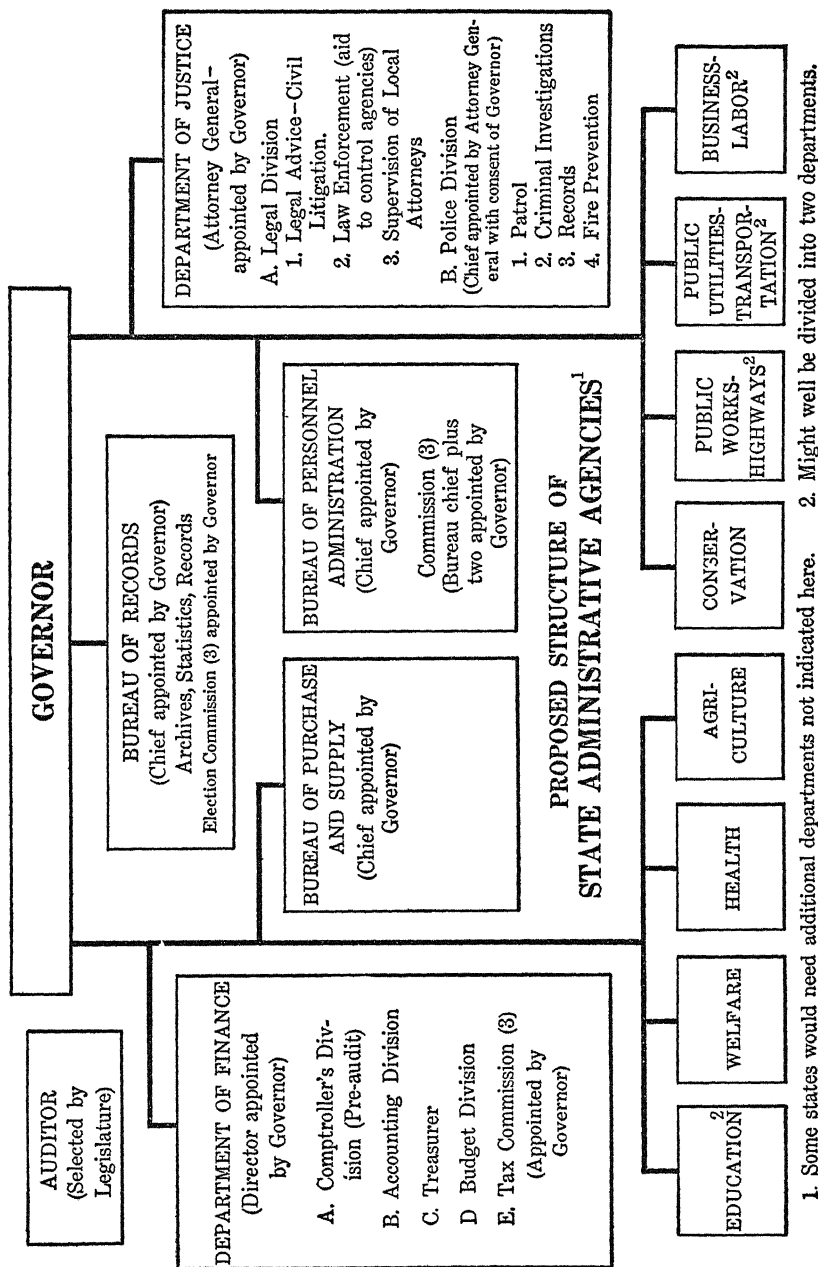 GOVERNOR
AUDITOR
(Selected by
Legislature)
BUREAU OF RECORDS
(Chief appointed by Governor)
Archives, Statistics, Records
Election Commission (3) appointed by Governor
DEPARTMENT OF FINANCE
(Director appointed
by Governor)
A. Comptroller's Div-
ision (Pre-audit)
B. Accounting Division
C. Treasurer
D Budget Division
E. Tax Commission (3)
(Appointed by
Governor)
BUREAU OF PURCHASE
AND SUPPLY
(Chief appointed by
Governor)
BUREAU OF PERSONNEL
ADMINISTRATION
(Chief appointed by
Governor)
Commission (3)
(Bureau chief plus
two appointed by
Governor)
DEPARTMENT OF JUSTICE
(Attorney General–
appointed by Governor)
A. Legal Division
1. Legal Advice–Civil
Litigation.
2. Law Enforcement (aid
to control agencies)
3. Supervision of Local
Attorneys
B. Police Division
(Chief appointed by Attorney Gen-
eral with consent of Governor)
1. Patrol
2. Criminal Investigations
3. Records
4. Fire Prevention
PROPOSED STRUCTURE OF
STATE ADMINISTRATIVE AGENCIES¹
EDUCATION²
WELFARE
HEALTH
AGRI-
CULTURE
CONSER-
VATION
PUBLIC
WORKS-
HIGHWAYS²
PUBLIC
UTILITIES-
TRANSPOR-
TATION²
BUSINESS-
LABOR²
1. Some states would need additional departments not indicated here. 2. Might well be divided into two departments.